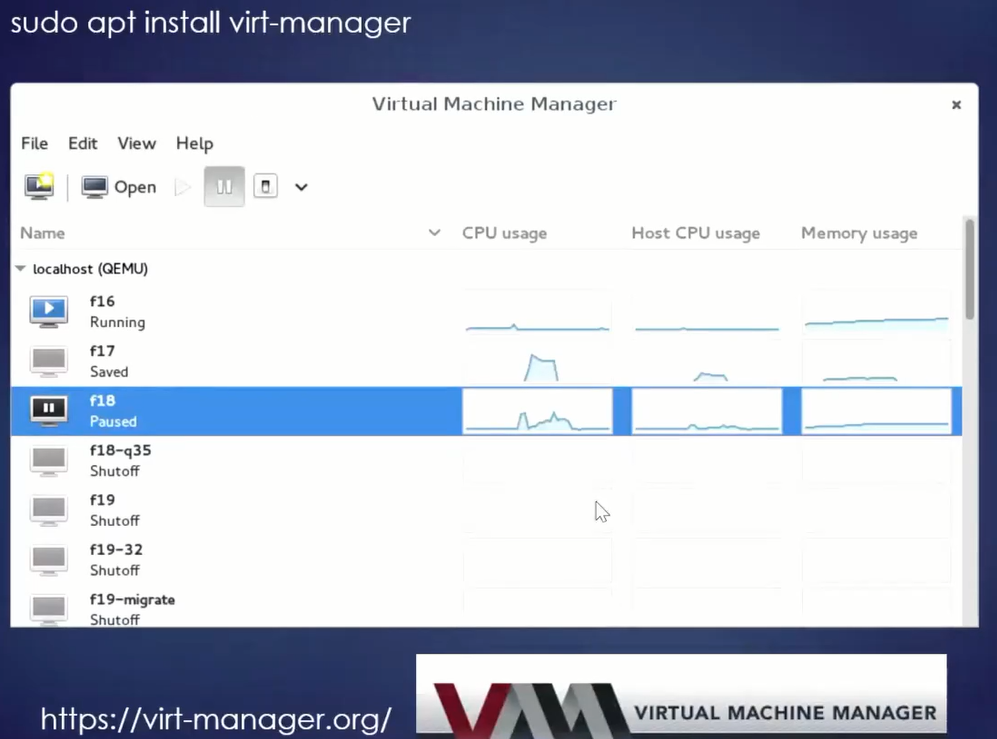 sudo apt install virt-manager
Virtual Machine Manager
File Edit View Help
Open
Name CPU usage Host CPU usage Memory usage
localhost (QEMU)
f16
Running
f17
Saved
f18
Paused
f18-q35
Shutoff
f19
Shutoff
f19-32
Shutoff
f19-migrate
Shutoff
https://virt-manager.org/
VMM VIRTUAL MACHINE MANAGER